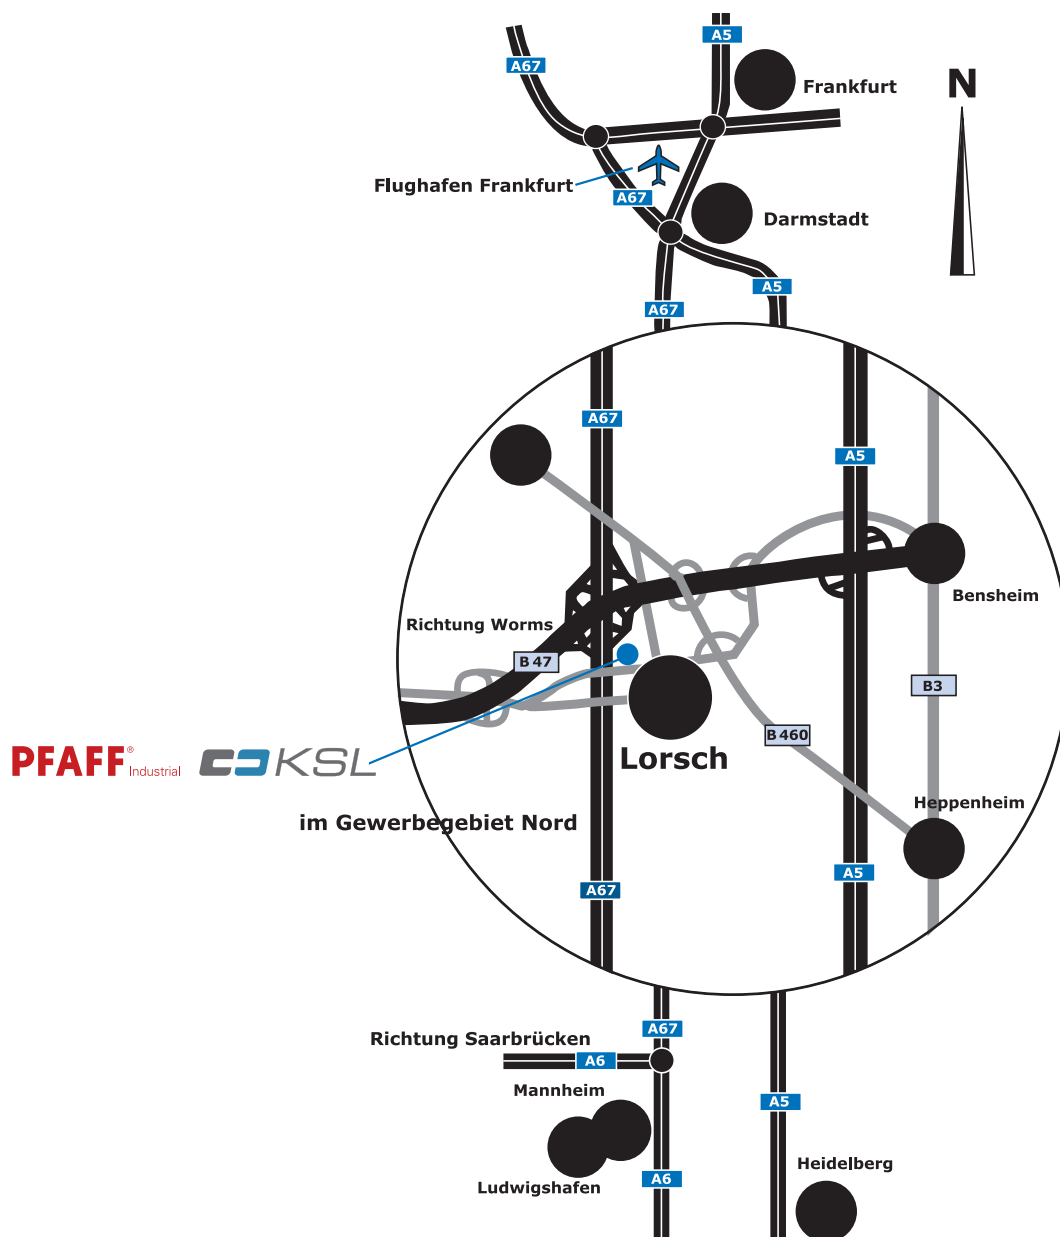 A5
A67
Frankfurt
N
Flughafen Frankfurt
A67
Darmstadt
A5
A67
A67
A5
Bensheim
Richtung Worms
B 47
B3
B 460
PFAFF® Industrial KSL
Lorsch
Heppenheim
im Gewerbegebiet Nord
A5
A67
A67
Richtung Saarbrücken
A6
Mannheim
A5
Heidelberg
A6
Ludwigshafen